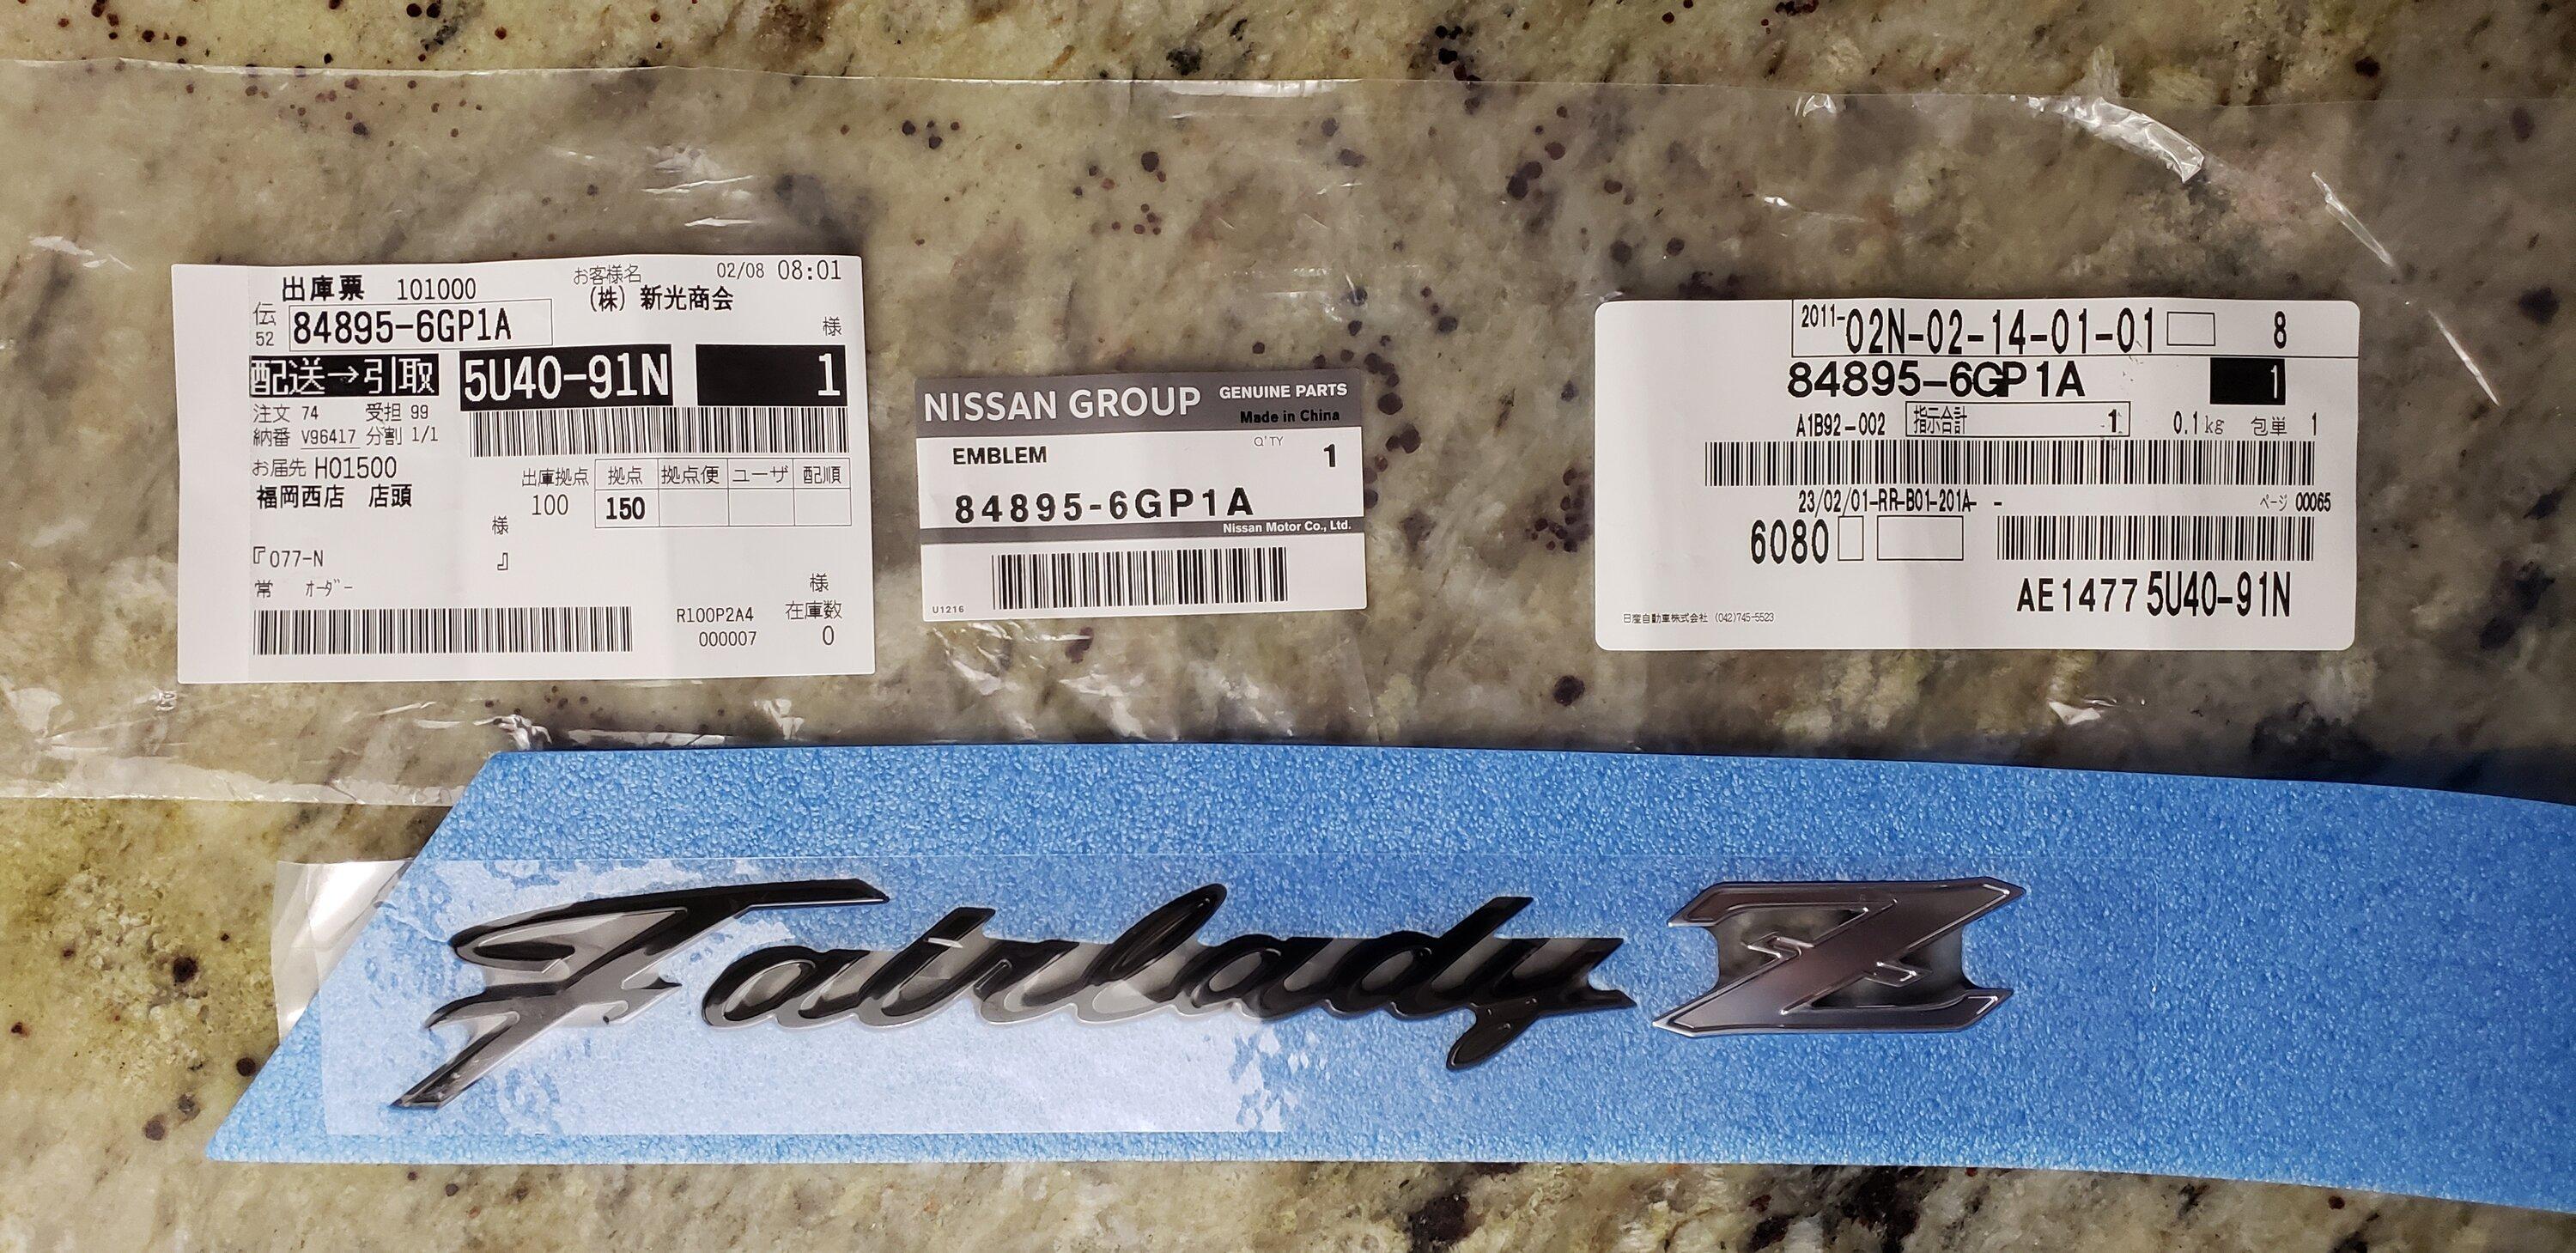 出庫票 101000
お客様名
02/08 08:01
(株) 新光商会
様
伝
52
84895-6GP1A
配送→引取
5U40-91N
1
注文 74 受担 99
納番 V96417 分割 1/1
お届先 H01500
福岡西店 店頭
様
出庫拠点
100
拠点 拠点便 ユーザ 配順
150
『077-N
』
常 オーダー
様
R100P2A4
000007
在庫数
0
NISSAN GROUP
GENUINE PARTS
Made in China
EMBLEM
Q'TY
1
84895-6GP1A
Nissan Motor Co., Ltd.
U1216
2011-02N-02-14-01-01
8
84895-6GP1A
1
A1B92-002
指示合計 1
0.1kg 包単 1
23/02/01-RR-B01-201A- -
ページ 00065
6080
AE1477 5U40-91N
日産自動車株式会社 (042)745-5523
Fairlady Z